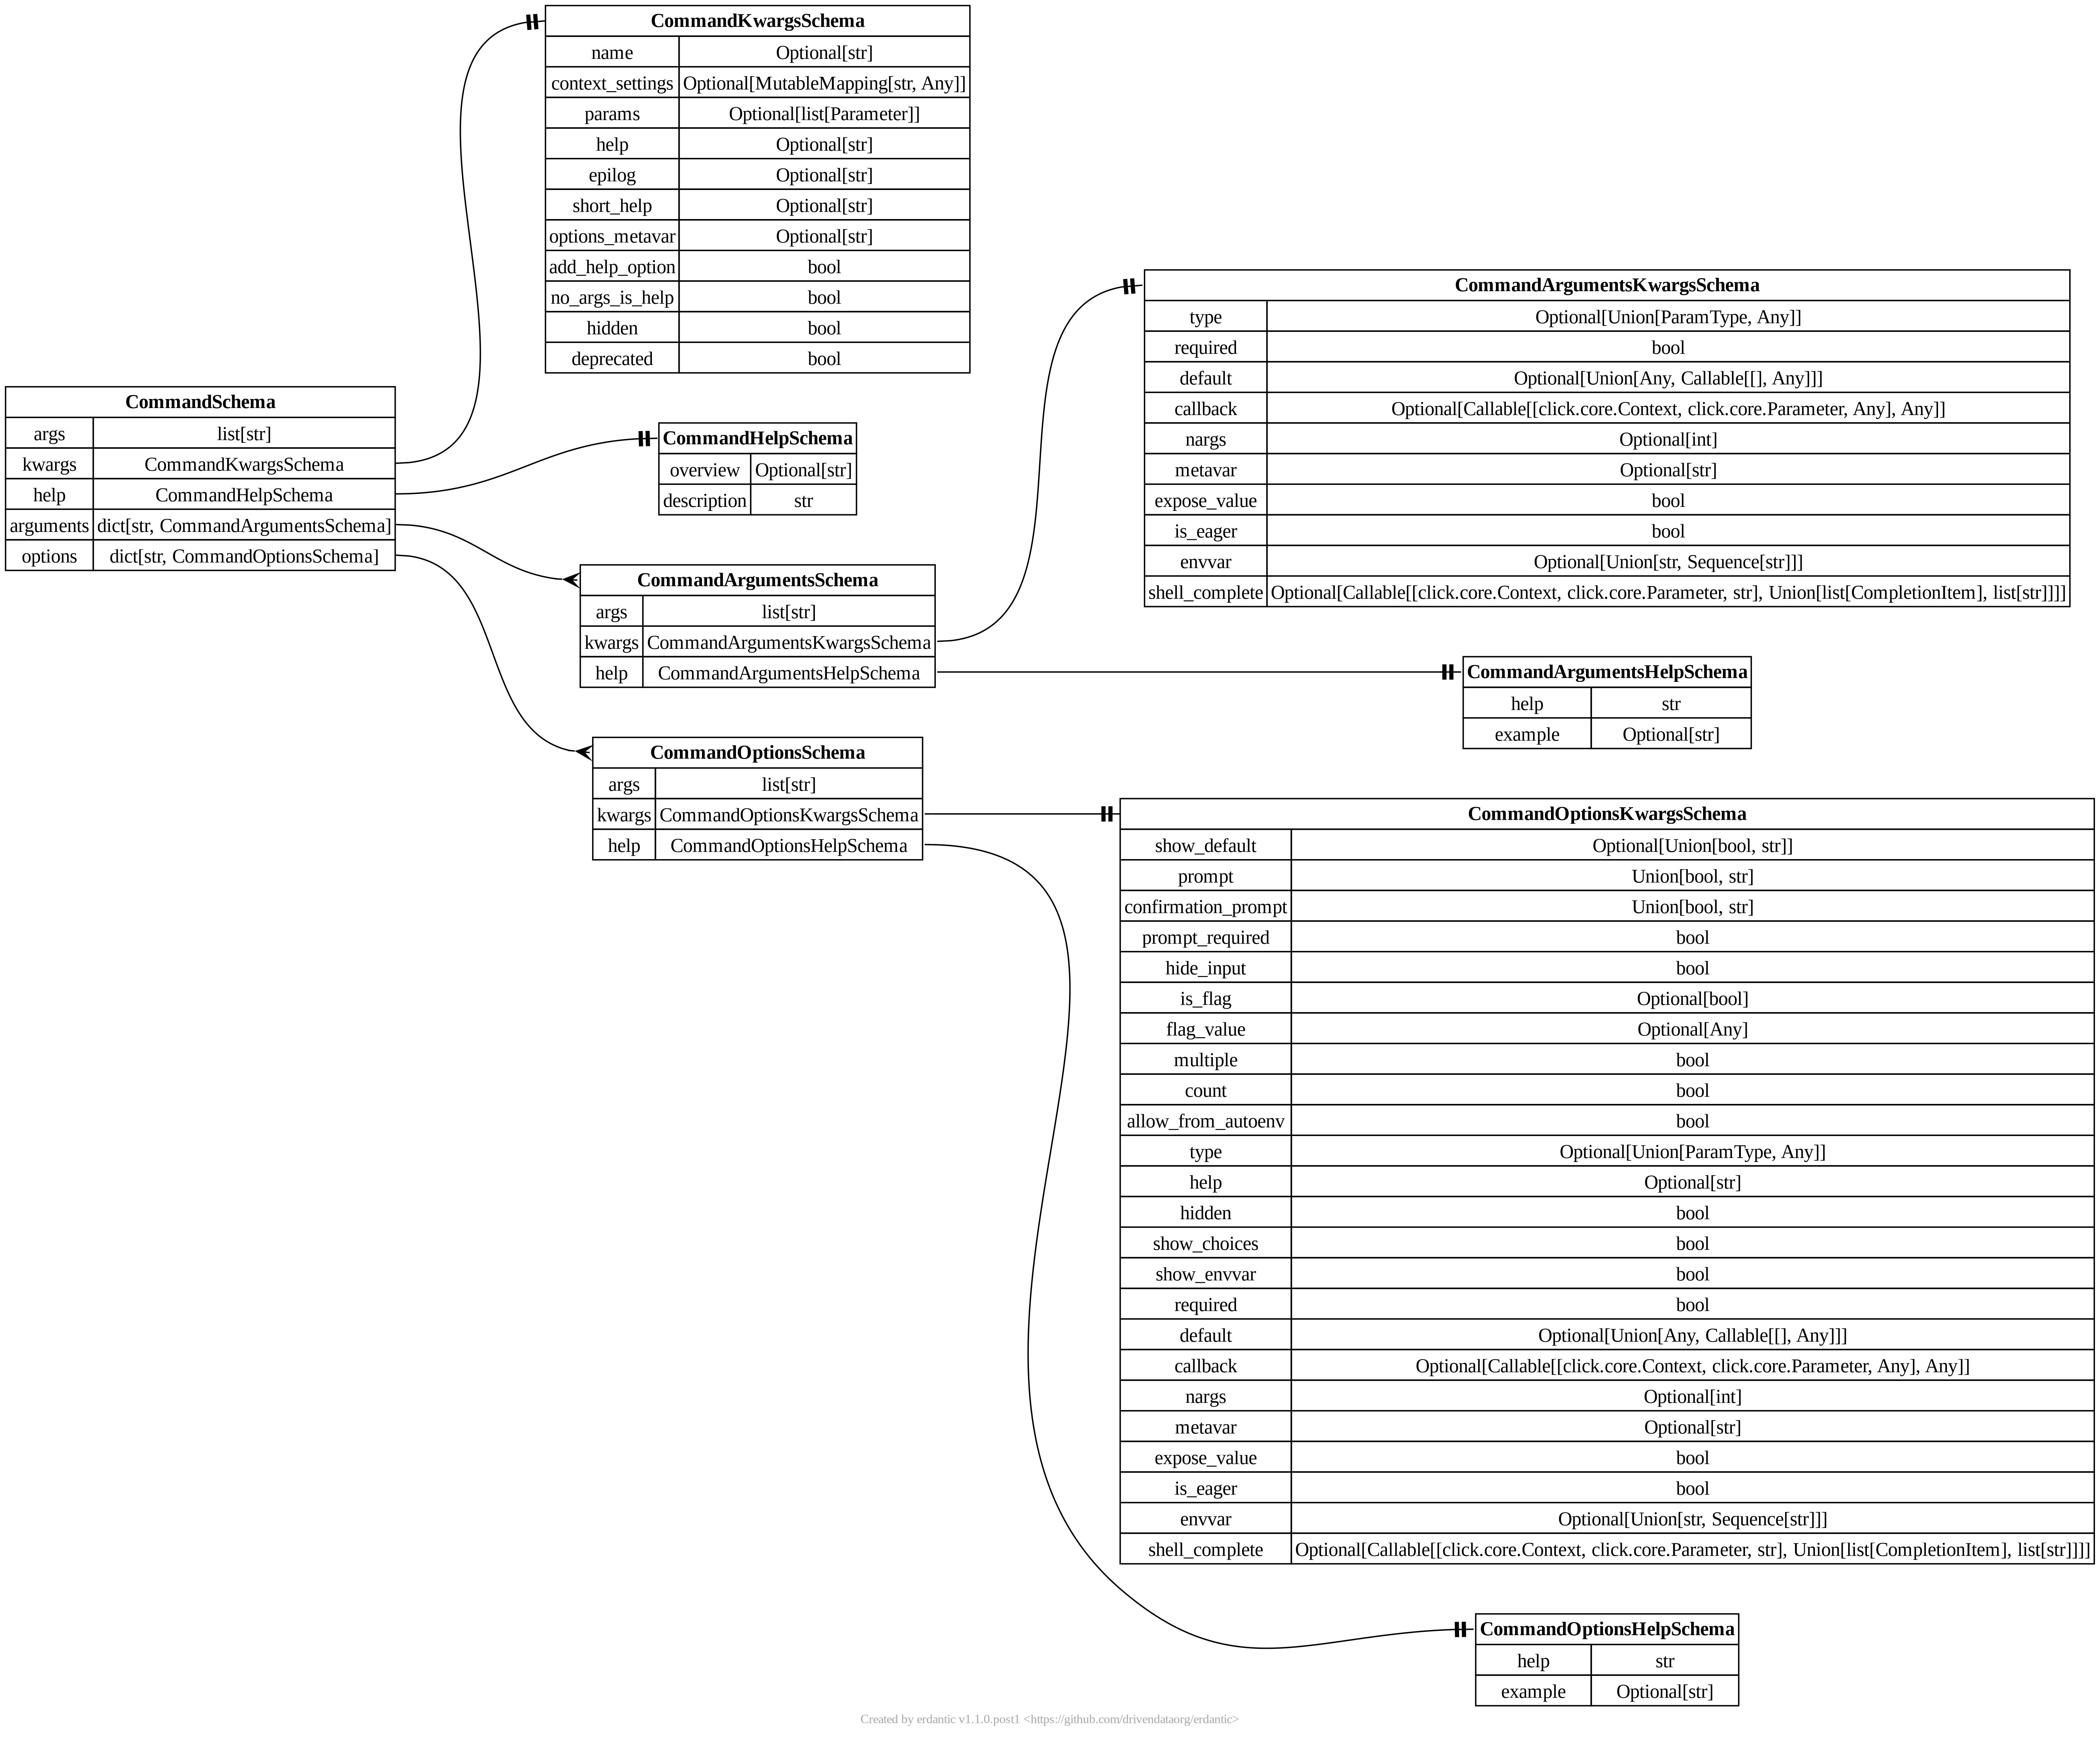 CommandKwargsSchema
name Optional[str]
context_settings Optional[MutableMapping[str, Any]]
params Optional[list[Parameter]]
help Optional[str]
epilog Optional[str]
short_help Optional[str]
options_metavar Optional[str]
add_help_option bool
no_args_is_help bool
hidden bool
deprecated bool
CommandSchema
args list[str]
kwargs CommandKwargsSchema
help CommandHelpSchema
arguments dict[str, CommandArgumentsSchema]
options dict[str, CommandOptionsSchema]
CommandHelpSchema
overview Optional[str]
description str
CommandArgumentsSchema
args list[str]
kwargs CommandArgumentsKwargsSchema
help CommandArgumentsHelpSchema
CommandOptionsSchema
args list[str]
kwargs CommandOptionsKwargsSchema
help CommandOptionsHelpSchema
CommandArgumentsKwargsSchema
type Optional[Union[ParamType, Any]]
required bool
default Optional[Union[Any, Callable[[], Any]]]
callback Optional[Callable[[click.core.Context, click.core.Parameter, Any], Any]]
nargs Optional[int]
metavar Optional[str]
expose_value bool
is_eager bool
envvar Optional[Union[str, Sequence[str]]]
shell_complete Optional[Callable[[click.core.Context, click.core.Parameter, str], Union[list[CompletionItem], list[str]]]]
CommandArgumentsHelpSchema
help str
example Optional[str]
CommandOptionsKwargsSchema
show_default Optional[Union[bool, str]]
prompt Union[bool, str]
confirmation_prompt Union[bool, str]
prompt_required bool
hide_input bool
is_flag Optional[bool]
flag_value Optional[Any]
multiple bool
count bool
allow_from_autoenv bool
type Optional[Union[ParamType, Any]]
help Optional[str]
hidden bool
show_choices bool
show_envvar bool
required bool
default Optional[Union[Any, Callable[[], Any]]]
callback Optional[Callable[[click.core.Context, click.core.Parameter, Any], Any]]
nargs Optional[int]
metavar Optional[str]
expose_value bool
is_eager bool
envvar Optional[Union[str, Sequence[str]]]
shell_complete Optional[Callable[[click.core.Context, click.core.Parameter, str], Union[list[CompletionItem], list[str]]]]
CommandOptionsHelpSchema
help str
example Optional[str]
Created by erdantic v1.1.0.post1 <https://github.com/drivendataorg/erdantic>